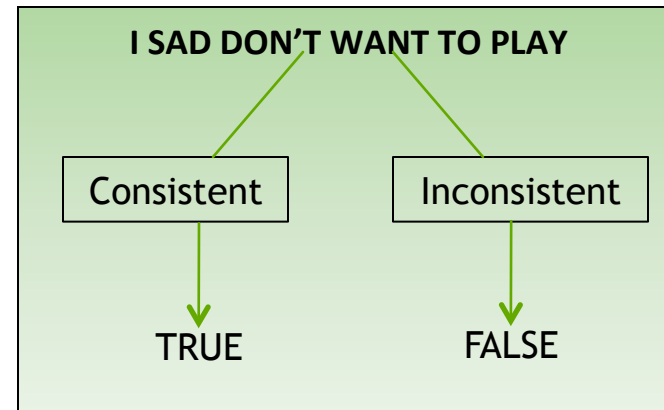 I SAD DON’T WANT TO PLAY
Consistent Inconsistent
TRUE FALSE